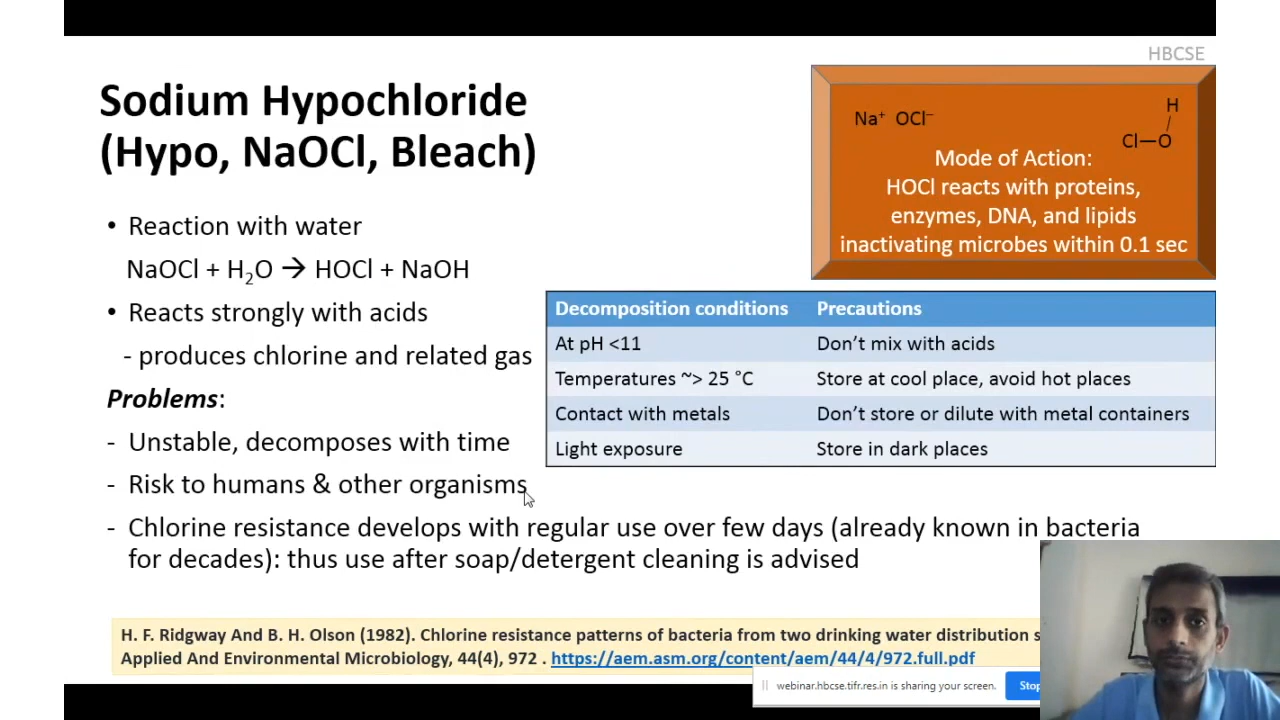 HBCSE
Sodium Hypochloride
(Hypo, NaOCl, Bleach)
Na⁺ OCl⁻
H
Cl—O
Mode of Action:
HOCl reacts with proteins,
enzymes, DNA, and lipids
inactivating microbes within 0.1 sec
• Reaction with water
NaOCl + H₂O → HOCl + NaOH
• Reacts strongly with acids
- produces chlorine and related gas
Problems:
- Unstable, decomposes with time
- Risk to humans & other organisms
- Chlorine resistance develops with regular use over few days (already known in bacteria
for decades): thus use after soap/detergent cleaning is advised
Decomposition conditions Precautions
At pH <11 Don’t mix with acids
Temperatures ~> 25 °C Store at cool place, avoid hot places
Contact with metals Don’t store or dilute with metal containers
Light exposure Store in dark places
H. F. Ridgway And B. H. Olson (1982). Chlorine resistance patterns of bacteria from two drinking water distribution
Applied And Environmental Microbiology, 44(4), 972 . https://aem.asm.org/content/aem/44/4/972.full.pdf
webinar.hbcse.tifr.res.in is sharing your screen.
Stop